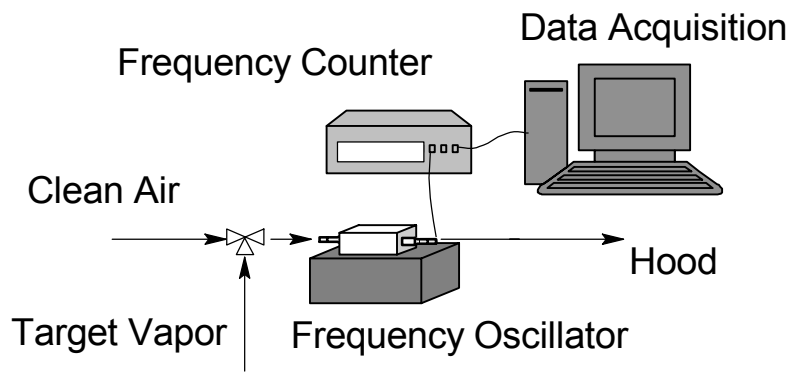 Data Acquisition
Frequency Counter
Clean Air
Hood
Target Vapor
Frequency Oscillator